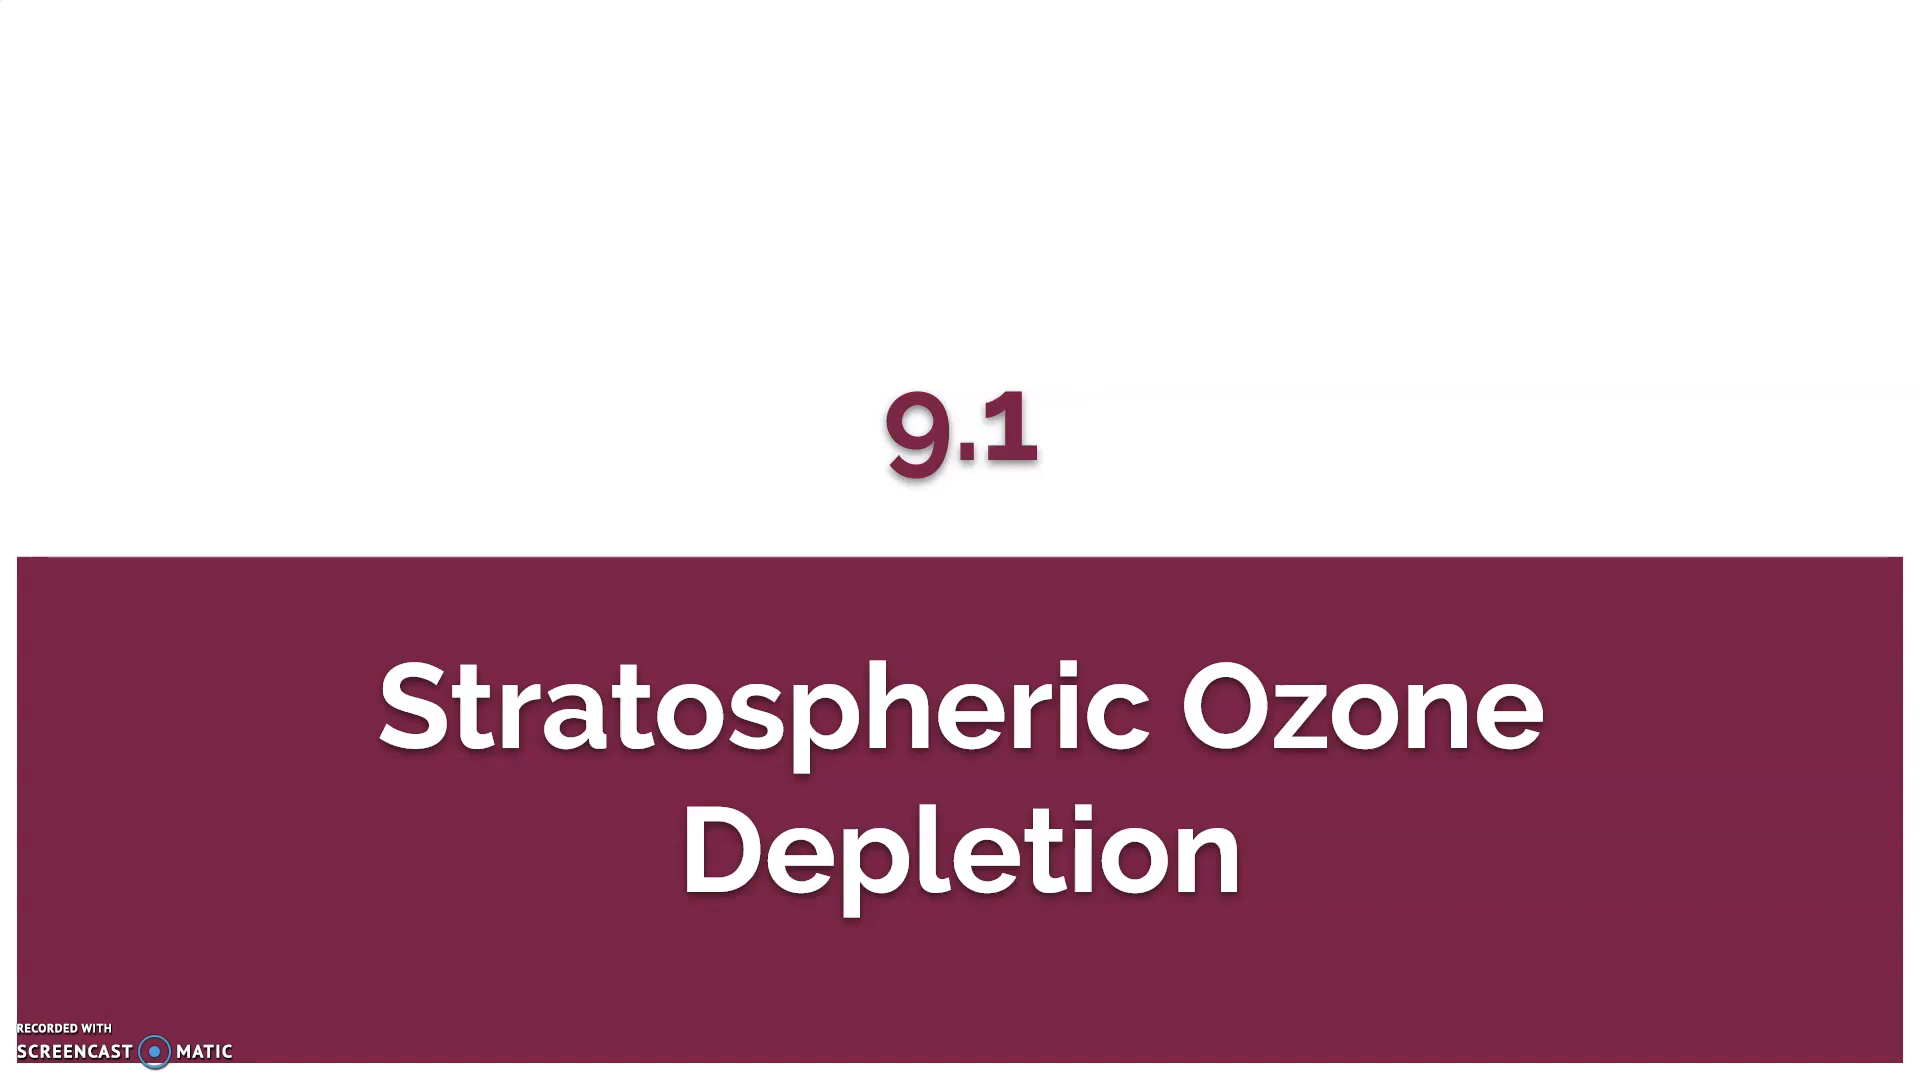 9.1
Stratospheric Ozone
Depletion
RECORDED WITH
SCREENCAST MATIC